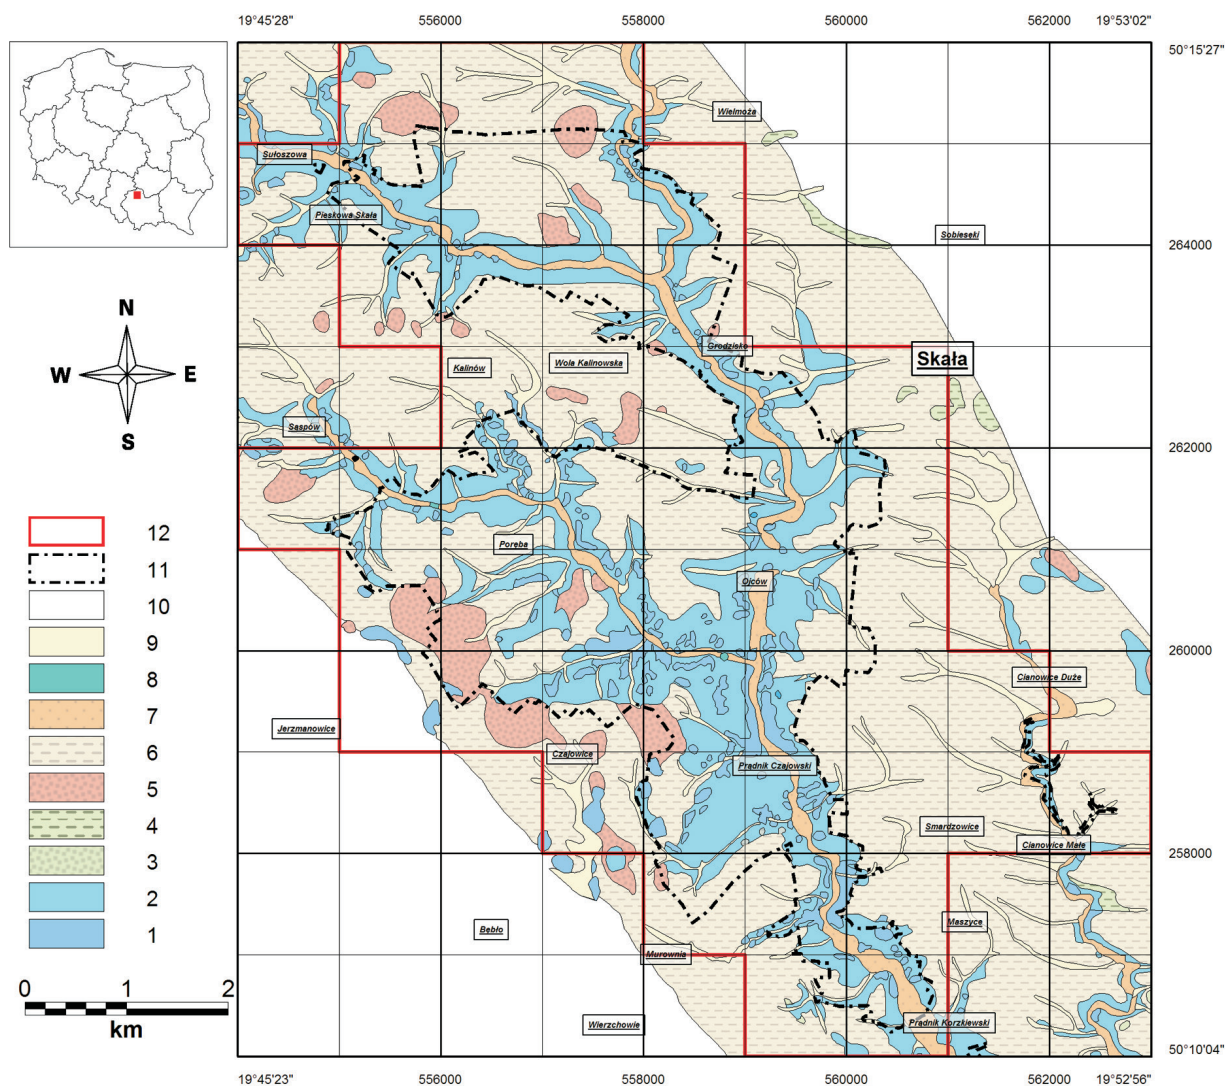 19°45'28" 556000 558000 560000 562000 19°53'02"
50°15'27"
Wielmoża
Sułoszowa
Pieskowa Skała
Sobieski
264000
N
W E
S
Grodzisko
Skała
Kalinów
Wola Kalinowska
Sąspów
262000
12
11
Poręba
Ojców
10
9
260000
8
Cianowice Duże
7
Jerzmanowice
6
Czajowice
Prądnik Czajowski
5
4
Smardzowice
Cianowice Małe
3
258000
2
Maszyce
1
Bębło
Murownia
0 1 2
km
Wierzchowie
Prądnik Korzkiewski
50°10'04"
19°45'23" 556000 558000 560000 562000 19°52'56"